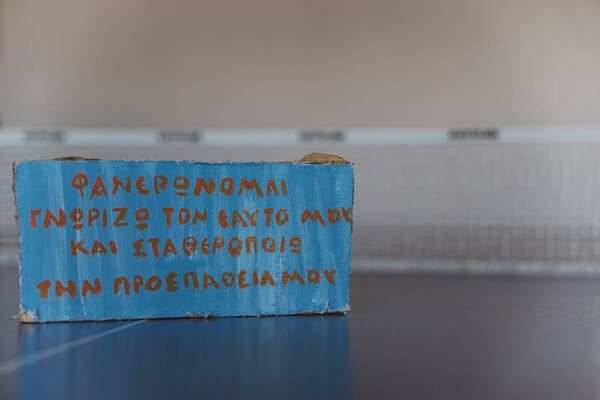 ΦΑΝΕΡΩΝΟΜΑΙ
ΓΝΩΡΙΖΩ ΤΟΝ ΕΑΥΤΟ ΜΟΥ
ΚΑΙ ΣΤΑΘΕΡΟΠΟΙΩ
ΤΗΝ ΠΡΟΣΠΑΘΕΙΑ ΜΟΥ